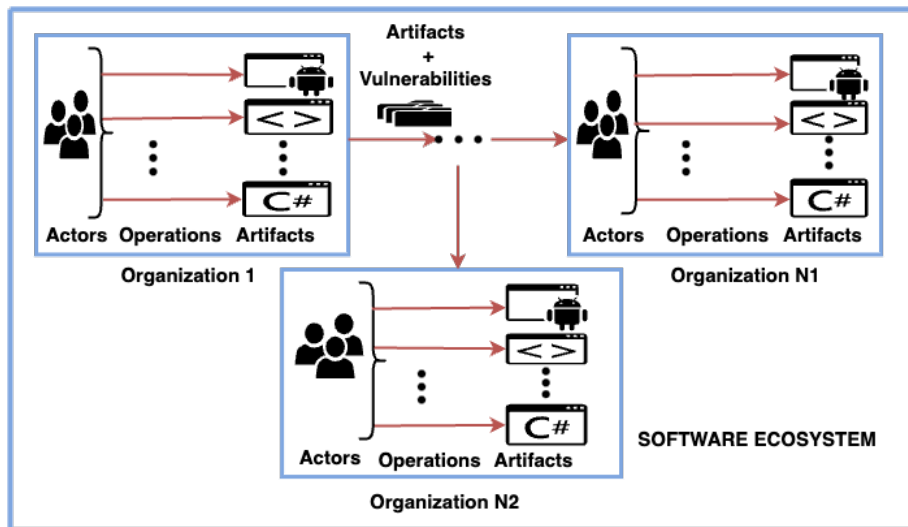 Artifacts
+
Vulnerabilities
< >
C#
Actors Operations Artifacts
Organization 1
< >
C#
Actors Operations Artifacts
Organization N1
< >
C#
Actors Operations Artifacts
Organization N2
SOFTWARE ECOSYSTEM